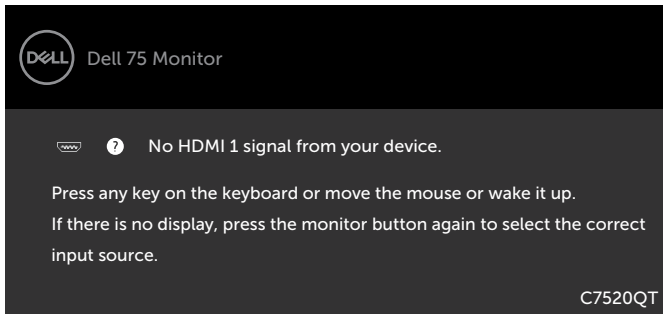 DELL
Dell 75 Monitor
? No HDMI 1 signal from your device.
Press any key on the keyboard or move the mouse or wake it up.
If there is no display, press the monitor button again to select the correct
input source.
C7520QT